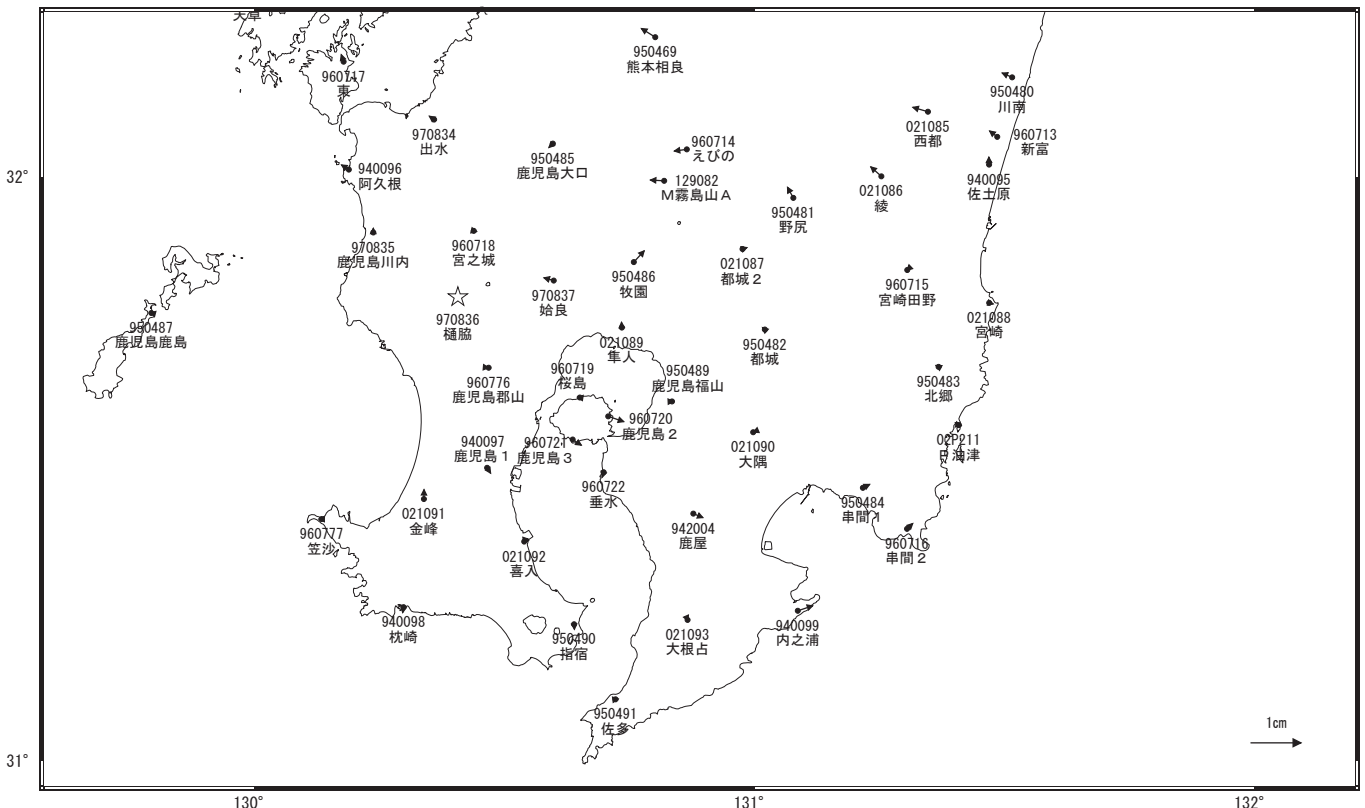 天草
950469
熊本相良
960717
東
950480
川南
021085
西都
960713
新富
970834
出水
960714
えびの
950485
鹿児島大口
940096
阿久根
32°
129082
M霧島山A
021086
綾
940095
佐土原
950481
野尻
970835
鹿児島川内
960718
宮之城
021087
都城2
950486
牧園
960715
宮崎田野
970837
姶良
970836
樋脇
950487
鹿児島鹿島
021088
宮崎
021089
隼人
950482
都城
960719
桜島
950489
鹿児島福山
960776
鹿児島郡山
950483
北郷
960720
鹿児島2
940097
鹿児島1
960721
鹿児島3
021090
大隅
02P211
P油津
960722
垂水
950484
串間1
021091
金峰
960777
笠沙
942004
鹿屋
960716
串間2
021092
喜入
940098
枕崎
950490
指宿
021093
大根占
940099
内之浦
950491
佐多
1cm
31°
130°
131°
132°